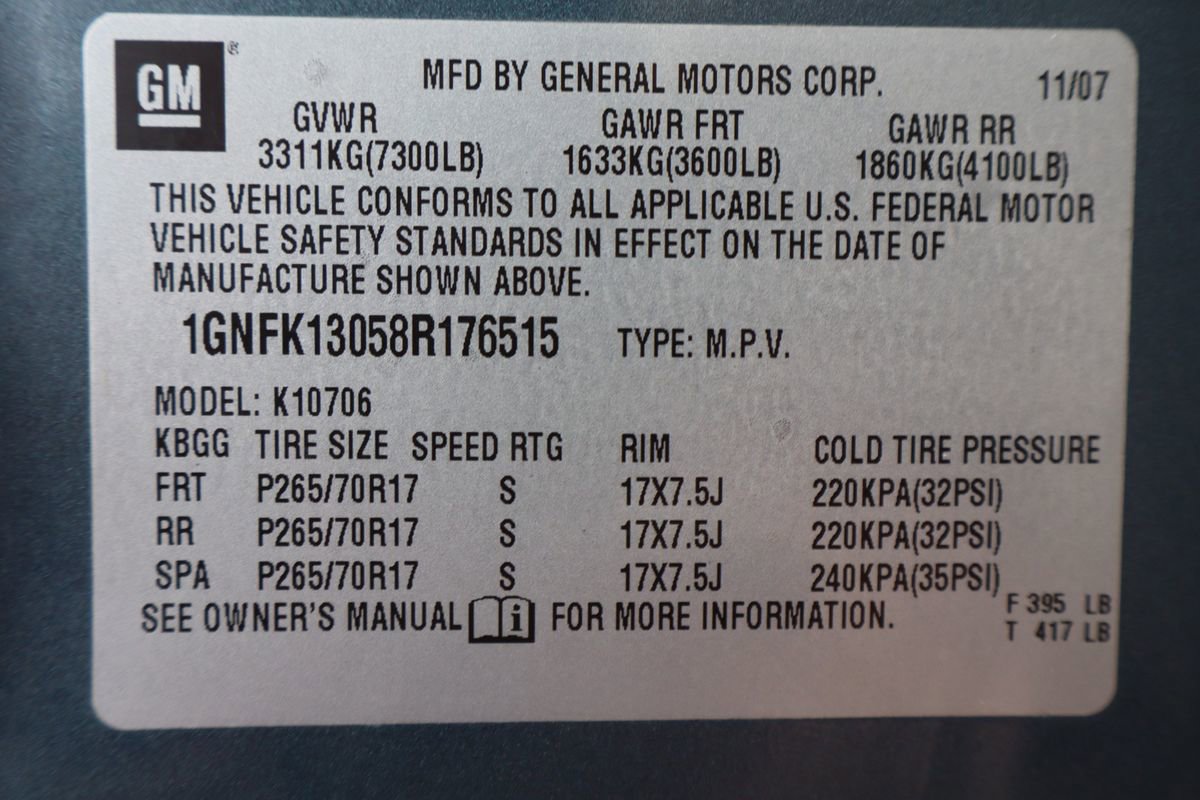 GM ®
MFD BY GENERAL MOTORS CORP. 11/07
GVWR GAWR FRT GAWR RR
3311KG(7300LB) 1633KG(3600LB) 1860KG(4100LB)
THIS VEHICLE CONFORMS TO ALL APPLICABLE U.S. FEDERAL MOTOR
VEHICLE SAFETY STANDARDS IN EFFECT ON THE DATE OF
MANUFACTURE SHOWN ABOVE.
1GNFK13058R176515 TYPE: M.P.V.
MODEL: K10706
KBGG TIRE SIZE SPEED RTG RIM COLD TIRE PRESSURE
FRT P265/70R17 S 17X7.5J 220KPA(32PSI)
RR P265/70R17 S 17X7.5J 220KPA(32PSI)
SPA P265/70R17 S 17X7.5J 240KPA(35PSI)
SEE OWNER'S MANUAL i FOR MORE INFORMATION.
F 395 LB
T 417 LB